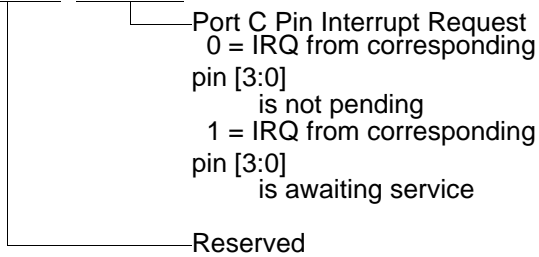 Port C Pin Interrupt Request
0 = IRQ from corresponding
pin [3:0]
is not pending
1 = IRQ from corresponding
pin [3:0]
is awaiting service
Reserved